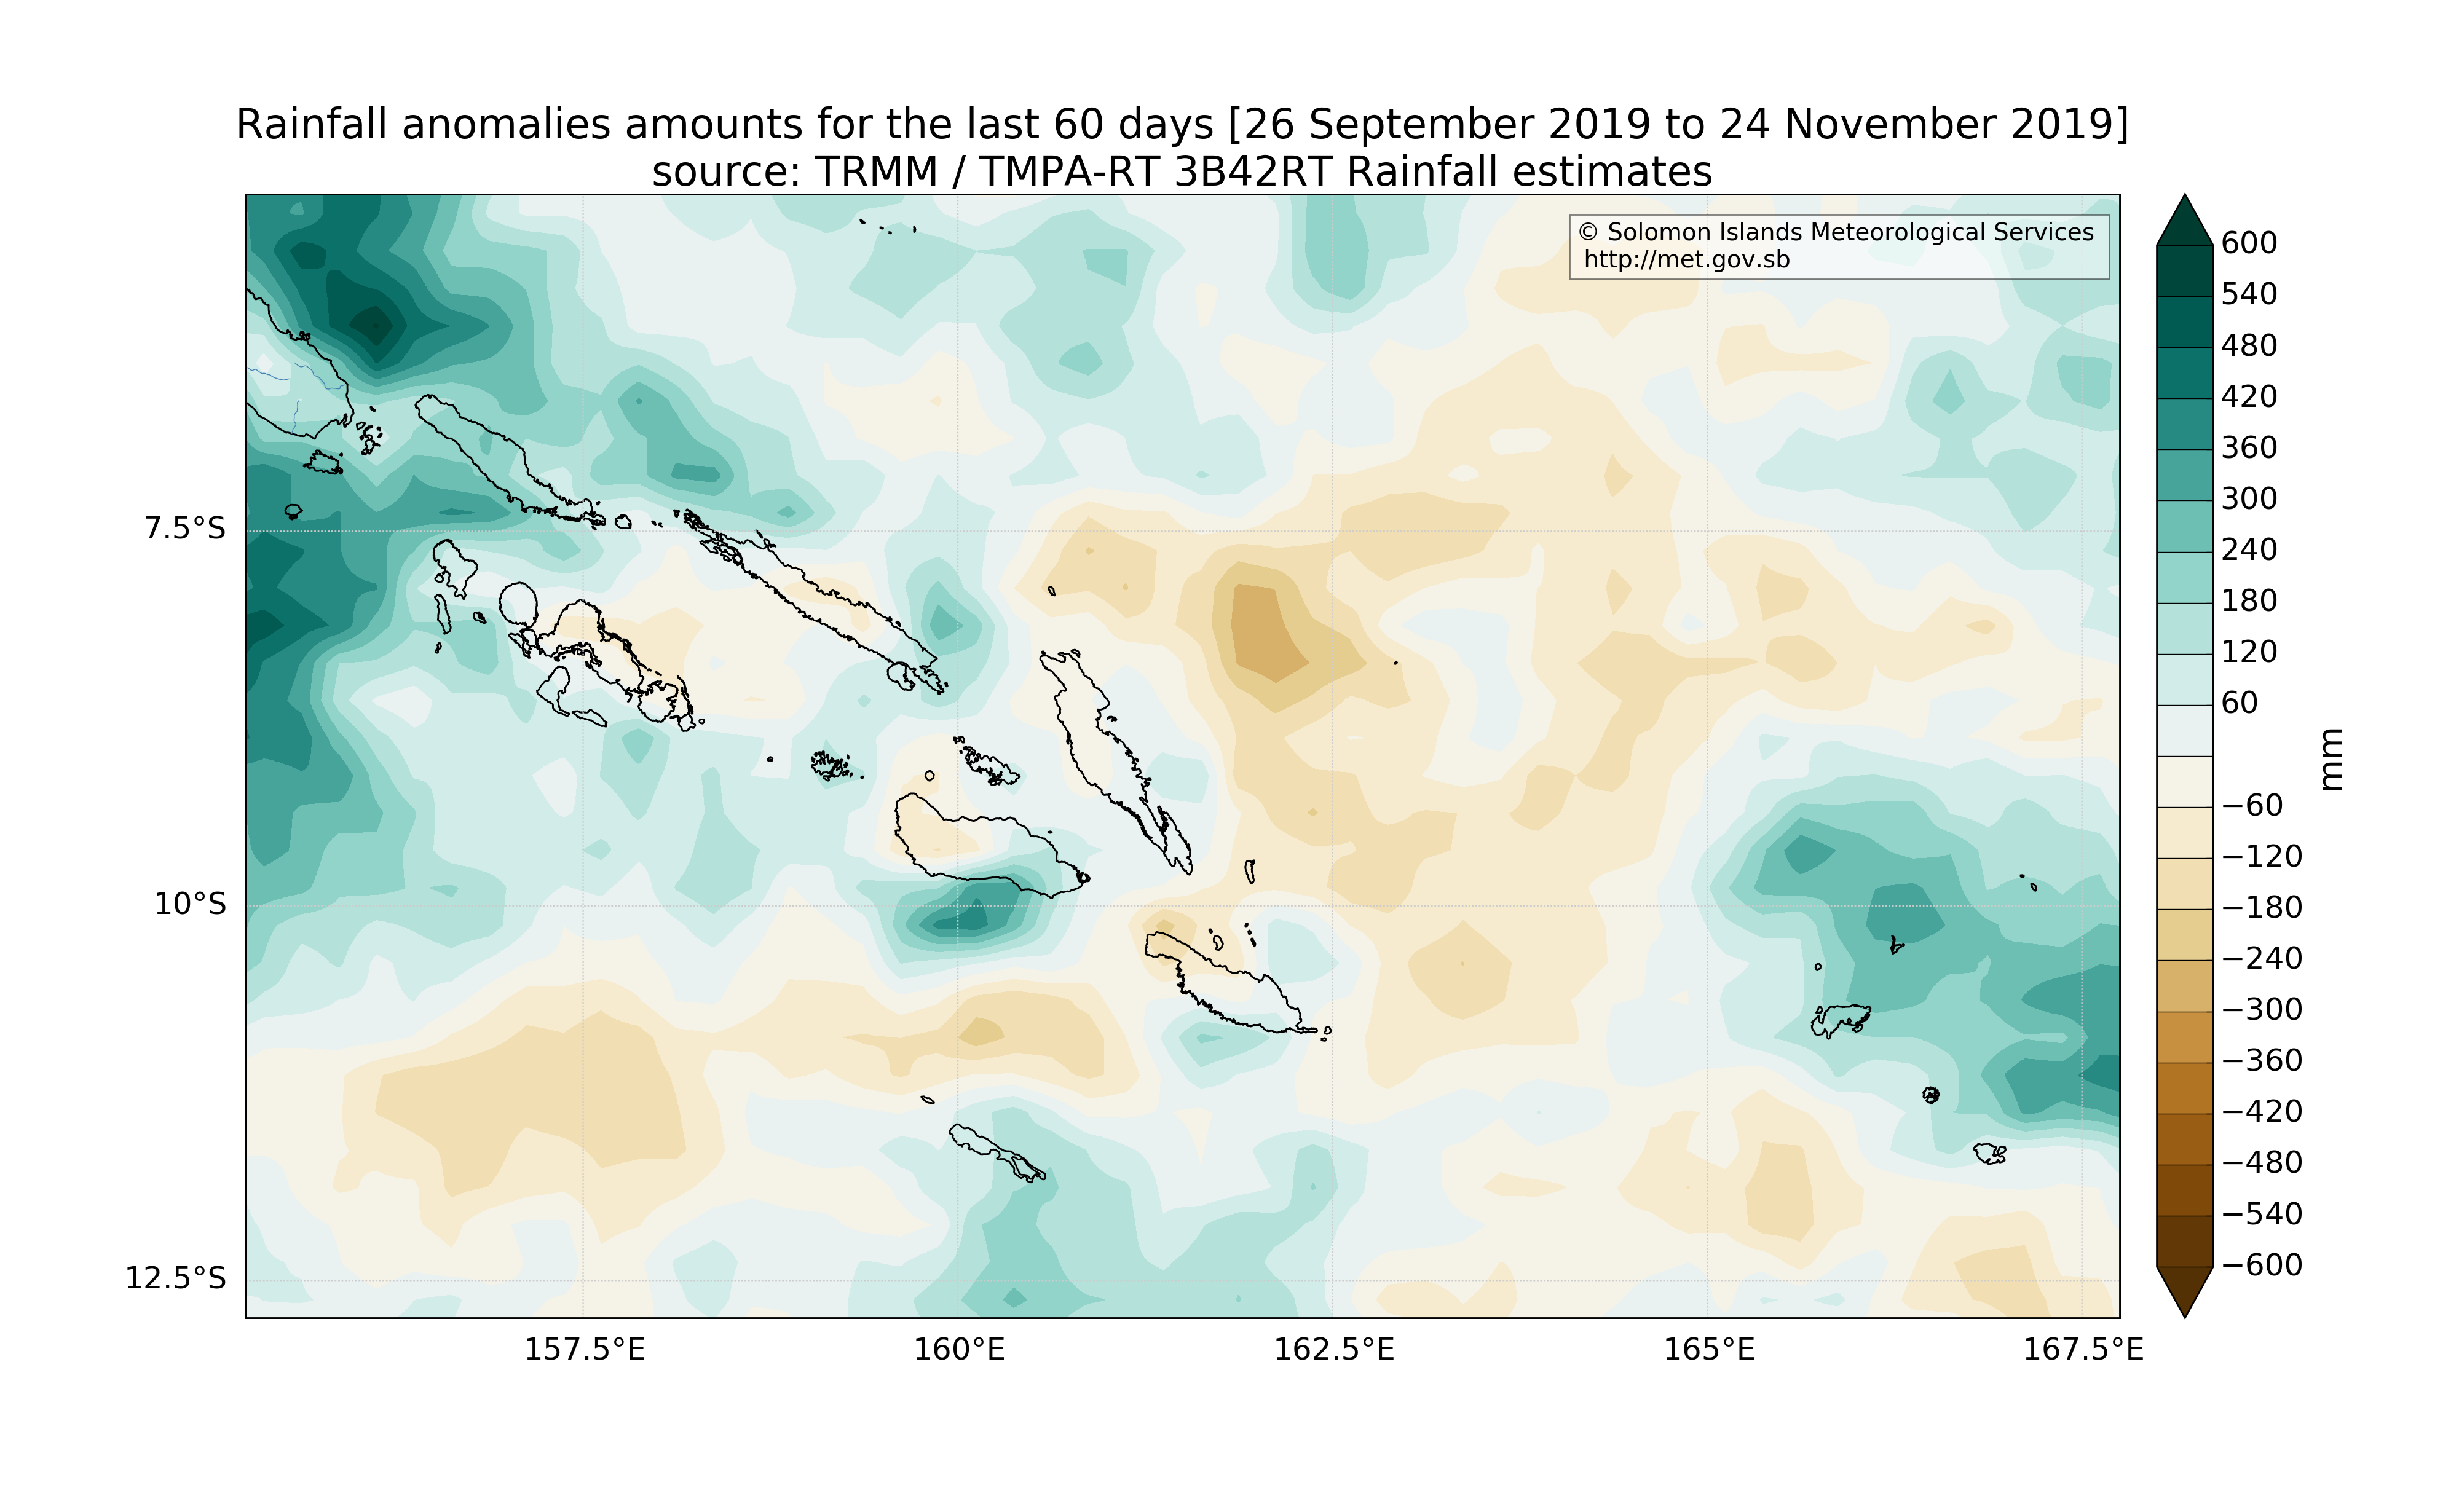 Rainfall anomalies amounts for the last 60 days [26 September 2019 to 24 November 2019]
source: TRMM / TMPA-RT 3B42RT Rainfall estimates
© Solomon Islands Meteorological Services
http://met.gov.sb
7.5°S
10°S
12.5°S
157.5°E
160°E
162.5°E
165°E
167.5°E
600
540
480
420
360
300
240
180
120
60
−60
−120
−180
−240
−300
−360
−420
−480
−540
−600
mm